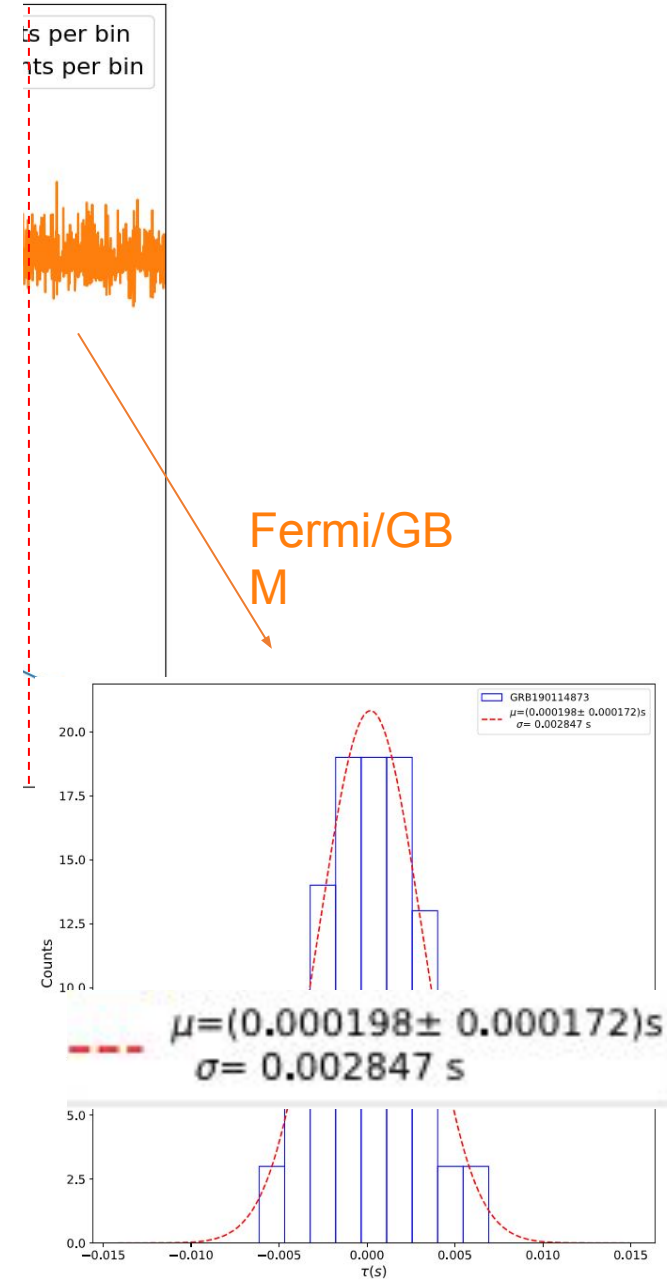 ts per bin
nts per bin
Fermi/GB
M
GRB190114873
μ=(0.000198± 0.000172)s
σ= 0.002847 s
20.0
17.5
15.0
12.5
10.0
Counts
μ=(0.000198± 0.000172)s
σ= 0.002847 s
5.0
2.5
0.0
−0.015 −0.010 −0.005 0.000 0.005 0.010 0.015
τ(s)